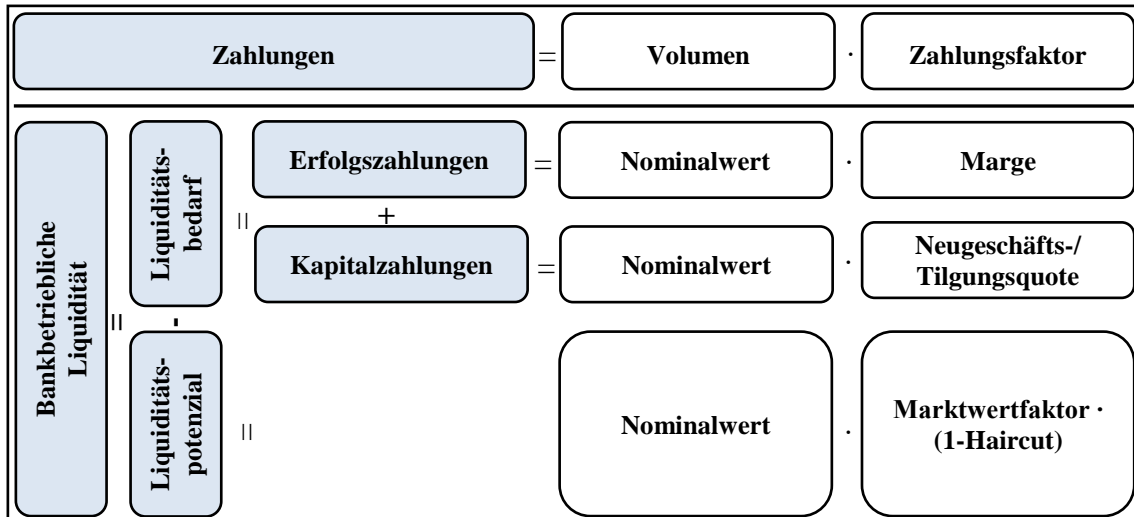 Zahlungen = Volumen · Zahlungsfaktor
Bankbetriebliche
Liquidität
=
Liquiditäts-
bedarf
-
Liquiditäts-
potenzial
=
Erfolgszahlungen = Nominalwert · Marge
+
Kapitalzahlungen = Nominalwert · Neugeschäfts-/
Tilgungsquote
=
Nominalwert · Marktwertfaktor ·
(1-Haircut)